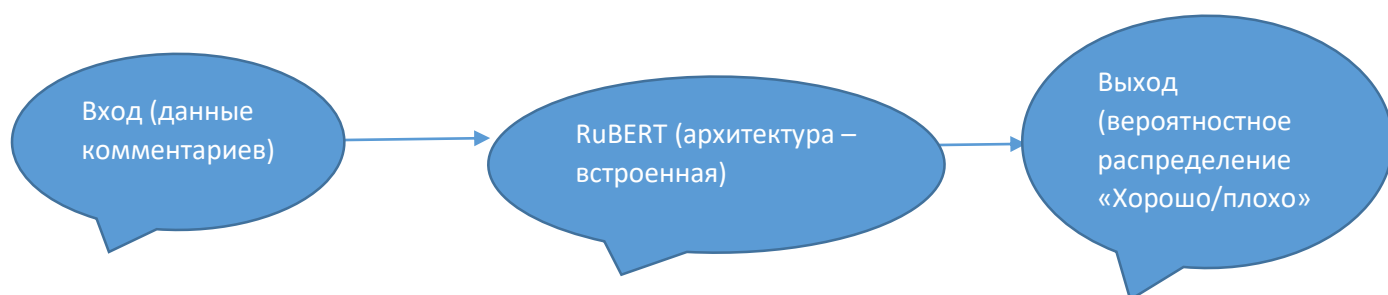 Вход (данные
комментариев)
RuBERT (архитектура –
встроенная)
Выход
(вероятностное
распределение
«Хорошо/плохо»